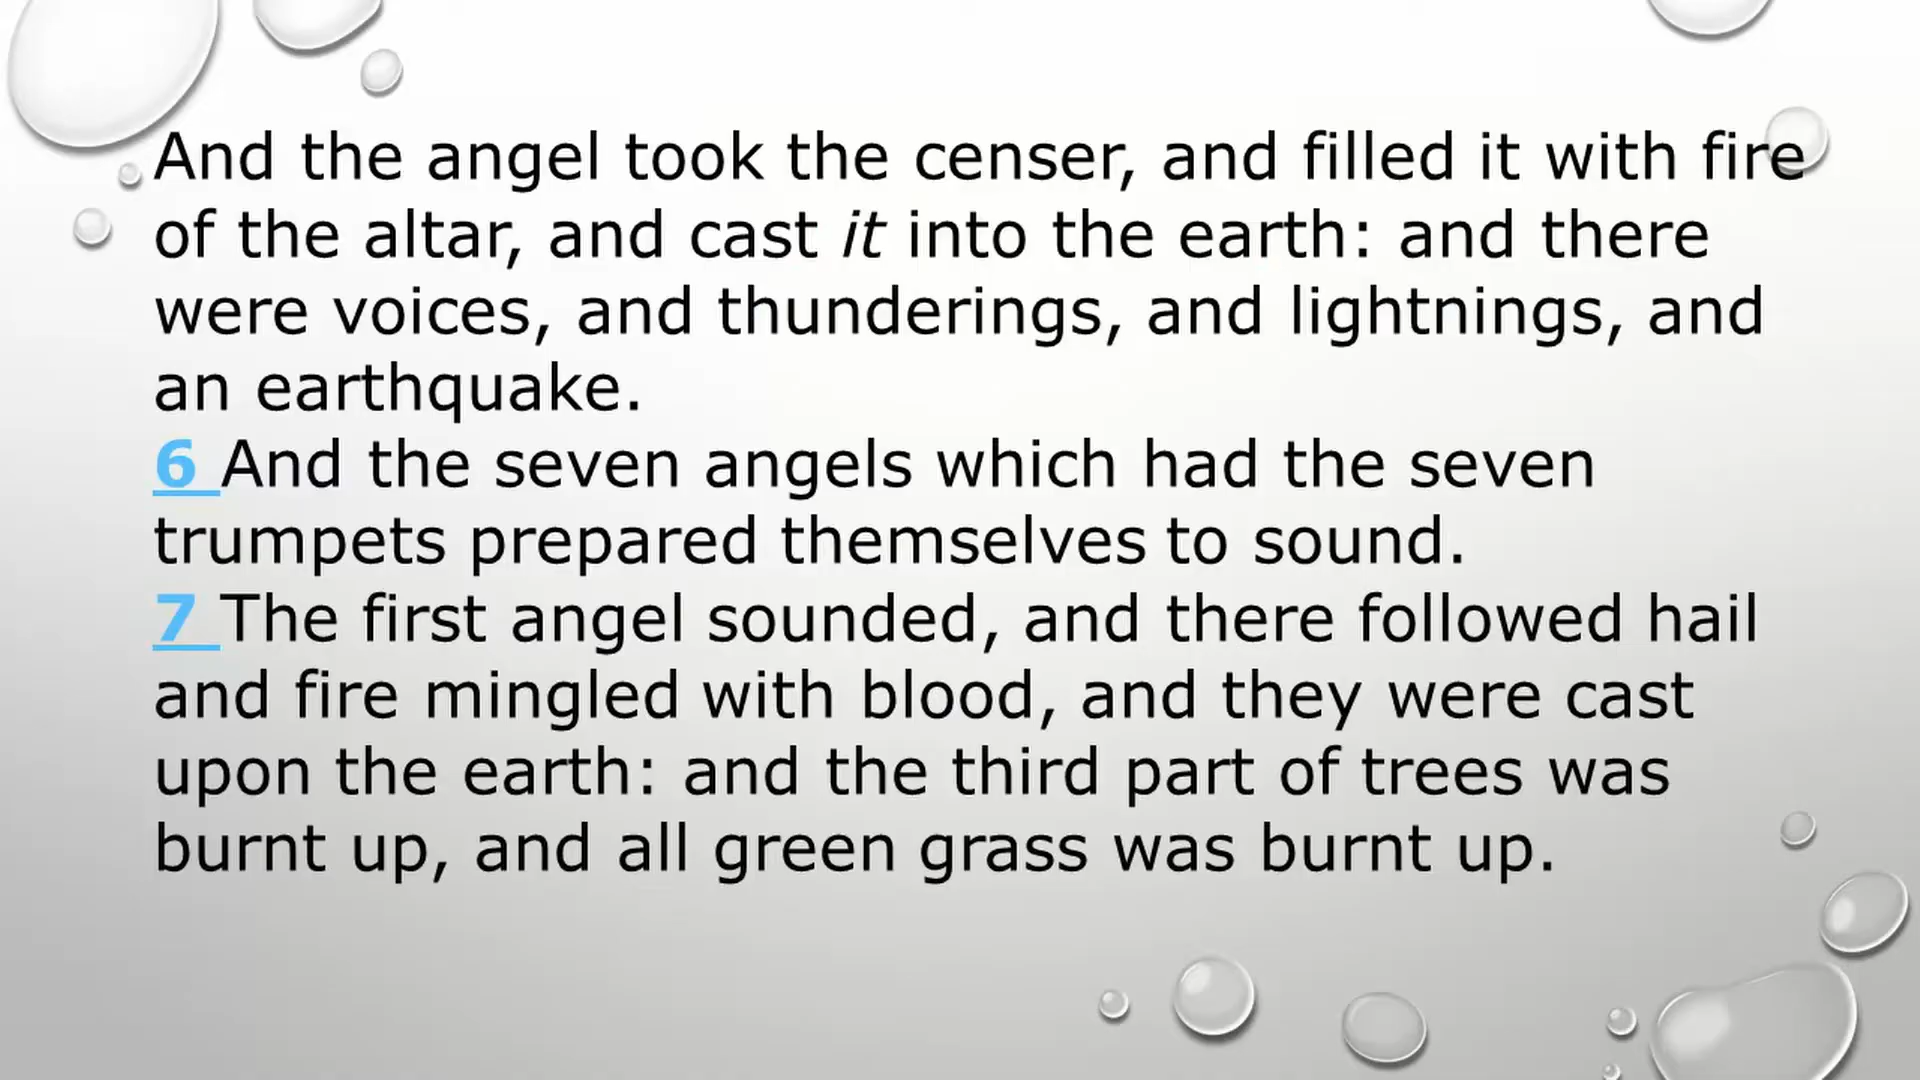 And the angel took the censer, and filled it with fire
of the altar, and cast it into the earth: and there
were voices, and thunderings, and lightnings, and
an earthquake.
6 And the seven angels which had the seven
trumpets prepared themselves to sound.
7 The first angel sounded, and there followed hail
and fire mingled with blood, and they were cast
upon the earth: and the third part of trees was
burnt up, and all green grass was burnt up.